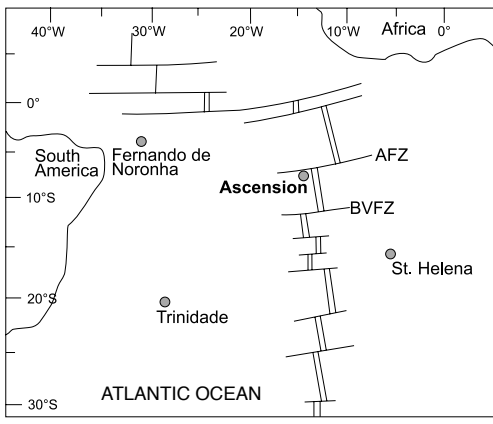 40°W 30°W 20°W 10°W 0°
Africa
0°
South
America
Fernando de
Noronha
AFZ
Ascension
10°S
BVFZ
St. Helena
20°S
Trinidade
ATLANTIC OCEAN
30°S